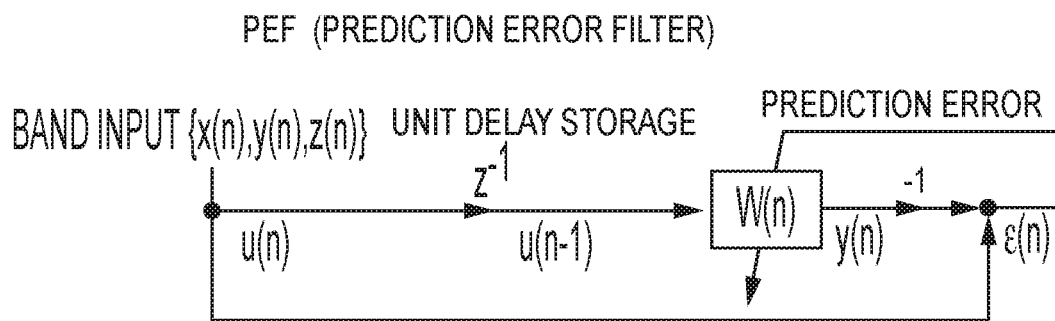 PEF (PREDICTION ERROR FILTER)
PREDICTION ERROR
BAND INPUT {x(n),y(n),z(n)} UNIT DELAY STORAGE
z-1
-1
W(n)
u(n) u(n-1) y(n) ε(n)